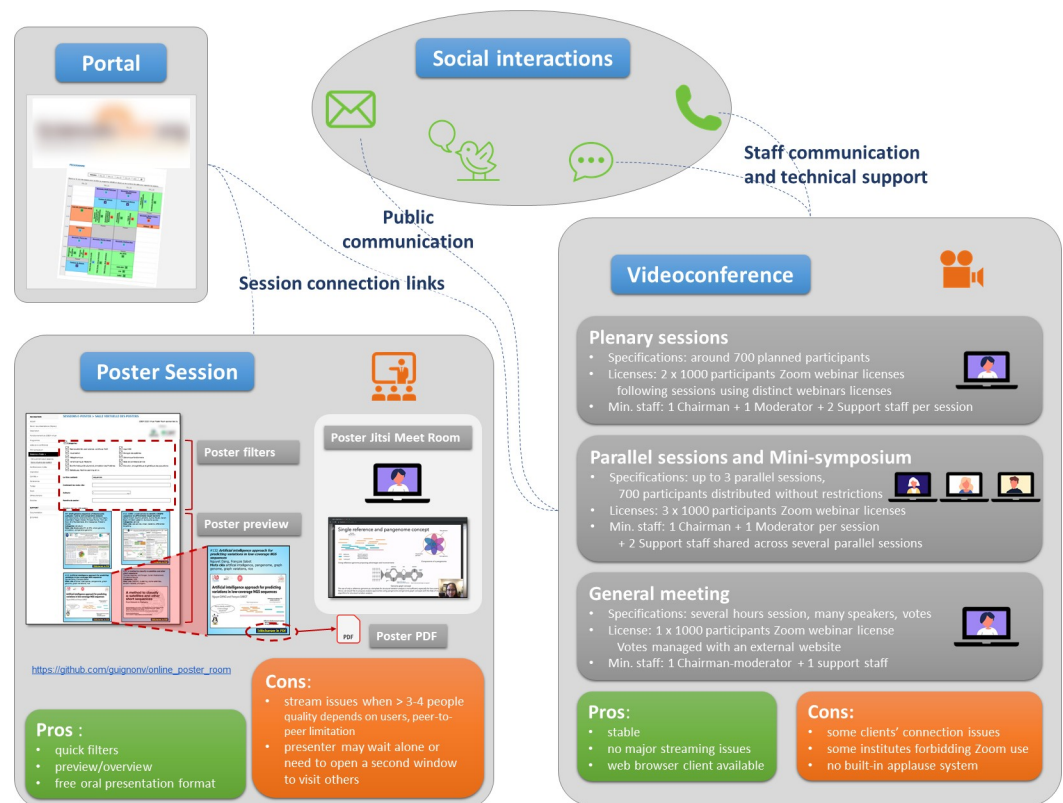 Portal
Social interactions
Staff communication
and technical support
Public
communication
Session connection links
Videoconference
Plenary sessions
• Specifications: around 700 planned participants
• Licenses: 2 x 1000 participants Zoom webinar licenses
following sessions using distinct webinars licenses
• Min. staff: 1 Chairman + 1 Moderator + 2 Support staff per session
Parallel sessions and Mini-symposium
• Specifications: up to 3 parallel sessions,
700 participants distributed without restrictions
• Licenses: 3 x 1000 participants Zoom webinar licenses
• Min. staff: 1 Chairman + 1 Moderator per session
+ 2 Support staff shared across several parallel sessions
General meeting
• Specifications: several hours session, many speakers, votes
• License: 1 x 1000 participants Zoom webinar license
Votes managed with an external website
• Min. staff: 1 Chairman-moderator + 1 support staff
Pros:
• stable
• no major streaming issues
• web browser client available
Cons:
• some clients' connection issues
• some institutes forbidding Zoom use
• no built-in applause system
Poster Session
Poster filters
Poster preview
Poster Jitsi Meet Room
Single reference and pangenome concept
Artificial intelligence approach for
predicting variations in low-coverage NGS
sequences
Artificial intelligence approach for predicting
variations in low-coverage NGS sequences
PDF
Poster PDF
https://github.com/guignonv/online_poster_room
Pros :
• quick filters
• preview/overview
• free oral presentation format
Cons:
• stream issues when > 3-4 people
quality depends on users, peer-to-
peer limitation
• presenter may wait alone or
need to open a second window
to visit others